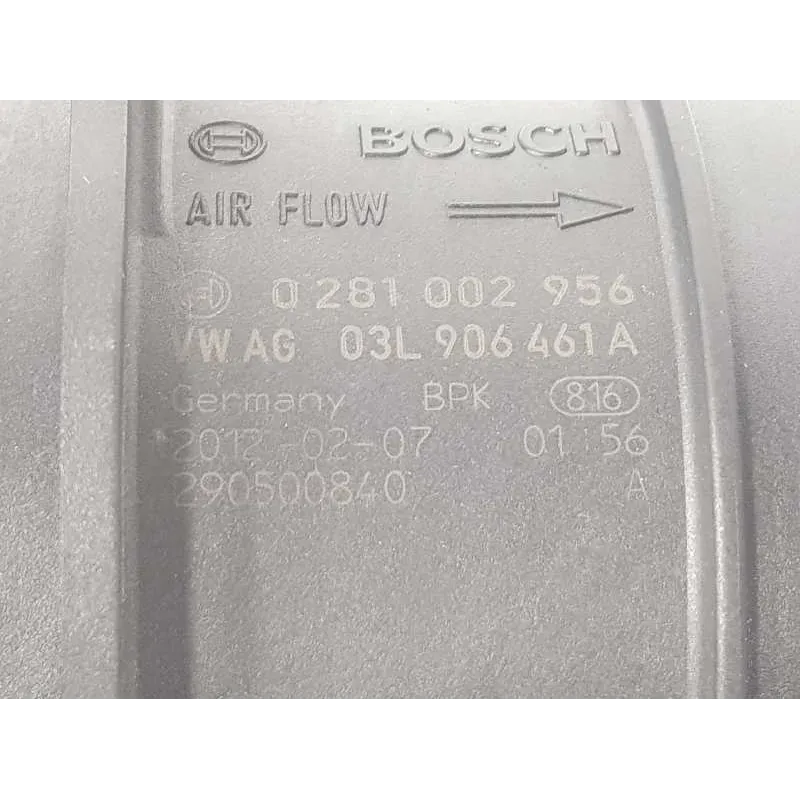 BOSCH
AIR FLOW
0 281 002 956
VW AG 03L 906 461 A
Germany BPK 816
2012-02-07 01 56
290500840 A